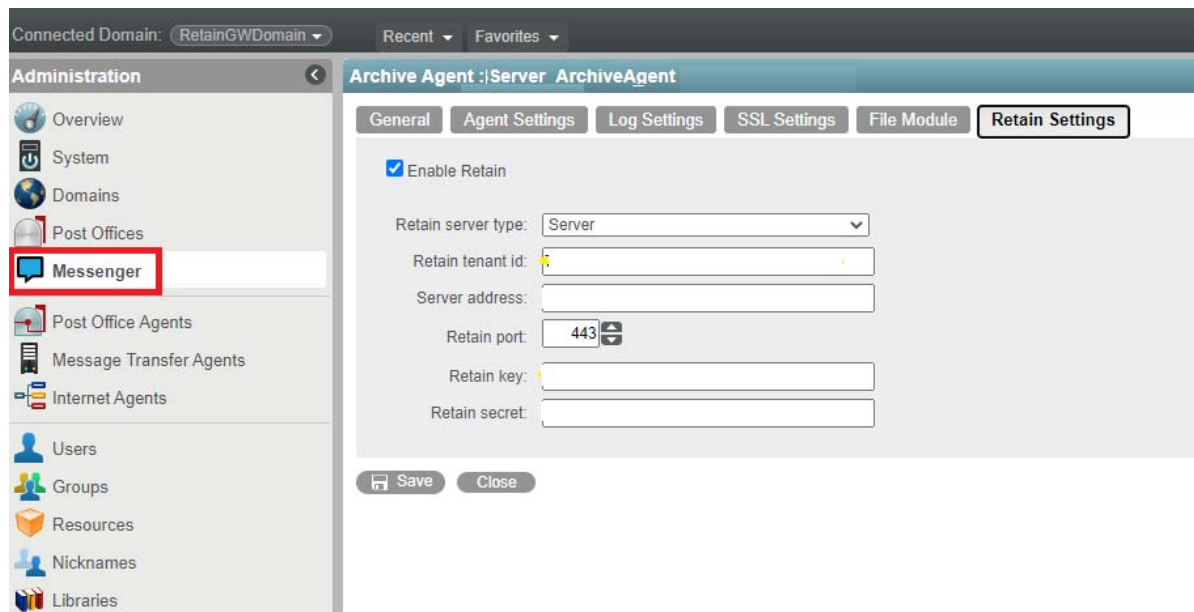 Connected Domain: RetainGWDomain Recent Favorites
Administration
Overview
System
Domains
Post Offices
Messenger
Post Office Agents
Message Transfer Agents
Internet Agents
Users
Groups
Resources
Nicknames
Libraries
Archive Agent : Server ArchiveAgent
General Agent Settings Log Settings SSL Settings File Module Retain Settings
Enable Retain
Retain server type: Server
Retain tenant id:
Server address:
Retain port: 443
Retain key:
Retain secret:
Save Close